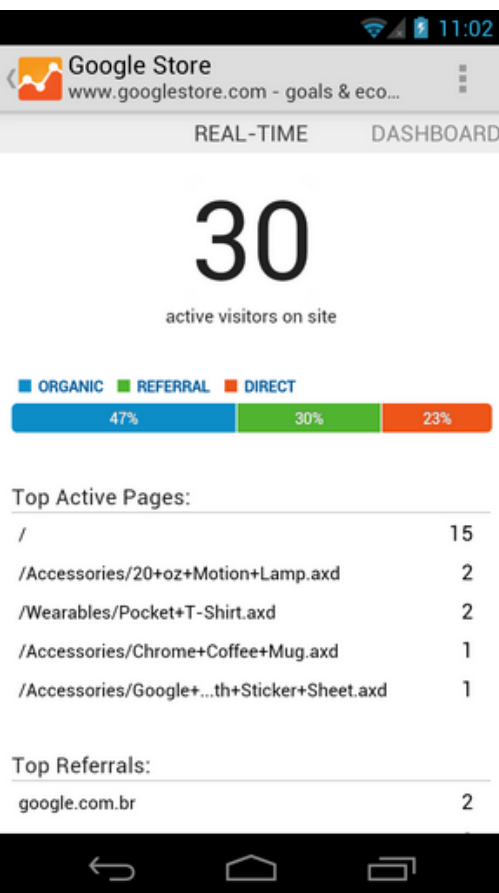 11:02
Google Store
www.googlestore.com - goals & eco...
REAL-TIME DASHBOARD
30
active visitors on site
ORGANIC REFERRAL DIRECT
47% 30% 23%
Top Active Pages:
/ 15
/Accessories/20+oz+Motion+Lamp.axd 2
/Wearables/Pocket+T-Shirt.axd 2
/Accessories/Chrome+Coffee+Mug.axd 1
/Accessories/Google+...th+Sticker+Sheet.axd 1
Top Referrals:
google.com.br 2